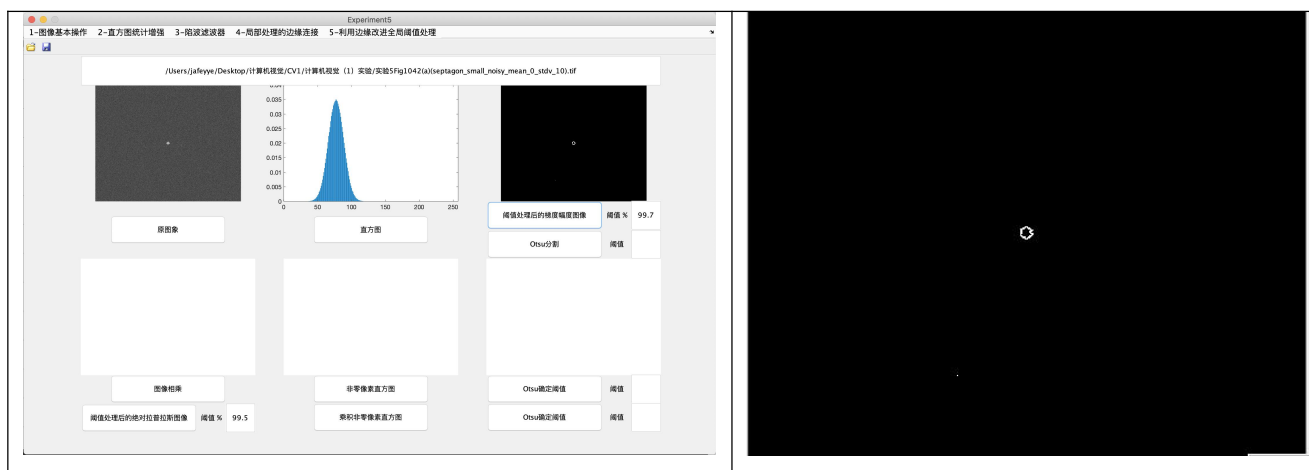 Experiment5
1-图像基本操作 2-直方图统计增强 3-陷波滤波器 4-局部处理的边缘连接 5-利用边缘改进全局阈值处理
/Users/jafeyye/Desktop/计算机视觉/CV1/计算机视觉（1）实验/实验5Fig1042(a)(septagon_small_noisy_mean_0_stdv_10).tif
0.04
0.035
0.03
0.025
0.02
0.015
0.01
0.005
0
0 50 100 150 200 250
原图象 直方图 阈值处理后的梯度幅度图像 阈值 % 99.7
Otsu分割 阈值
图像相乘 非零像素直方图 Otsu确定阈值 阈值
阈值处理后的绝对拉普拉斯图像 阈值 % 99.5 乘积非零像素直方图 Otsu确定阈值 阈值